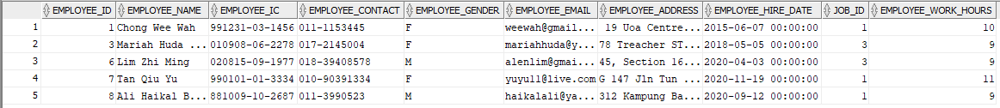 EMPLOYEE_ID EMPLOYEE_NAME EMPLOYEE_IC EMPLOYEE_CONTACT EMPLOYEE_GENDER EMPLOYEE_EMAIL EMPLOYEE_ADDRESS EMPLOYEE_HIRE_DATE JOB_ID EMPLOYEE_WORK_HOURS
1 1 Chong Wee Wah 991231-03-1456 011-1153445 F weewah@gmail... 19 Uoa Centre... 2015-06-07 00:00:00 1 10
2 3 Mariah Huda ... 010908-06-2278 017-2145004 F mariahhuda@y... 78 Treacher ST... 2018-05-05 00:00:00 3 9
3 6 Lim Zhi Ming 020815-09-1977 018-39408578 M alenlim@gmai... 45, Section 16... 2020-04-03 00:00:00 3 9
4 7 Tan Qiu Yu 990101-01-3334 010-90391334 F yuyull@live.com G 147 Jln Tun ... 2020-11-19 00:00:00 1 11
5 8 Ali Haikal B... 881009-10-2687 011-3990523 M haikalali@ya... 312 Kampung Ba... 2020-09-12 00:00:00 1 9